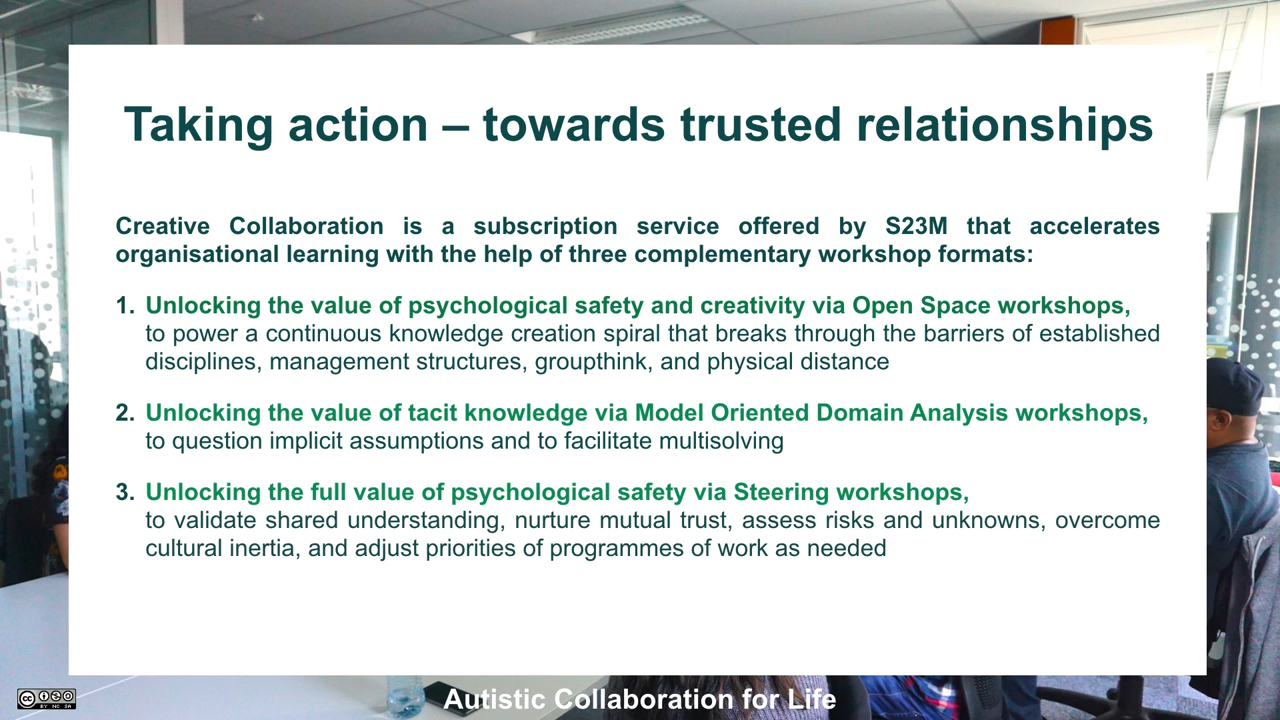 Taking action – towards trusted relationships
Creative Collaboration is a subscription service offered by S23M that accelerates
organisational learning with the help of three complementary workshop formats:
1. Unlocking the value of psychological safety and creativity via Open Space workshops,
to power a continuous knowledge creation spiral that breaks through the barriers of established
disciplines, management structures, groupthink, and physical distance
2. Unlocking the value of tacit knowledge via Model Oriented Domain Analysis workshops,
to question implicit assumptions and to facilitate multisolving
3. Unlocking the full value of psychological safety via Steering workshops,
to validate shared understanding, nurture mutual trust, assess risks and unknowns, overcome
cultural inertia, and adjust priorities of programmes of work as needed
Autistic Collaboration for Life
cc
BY NC SA